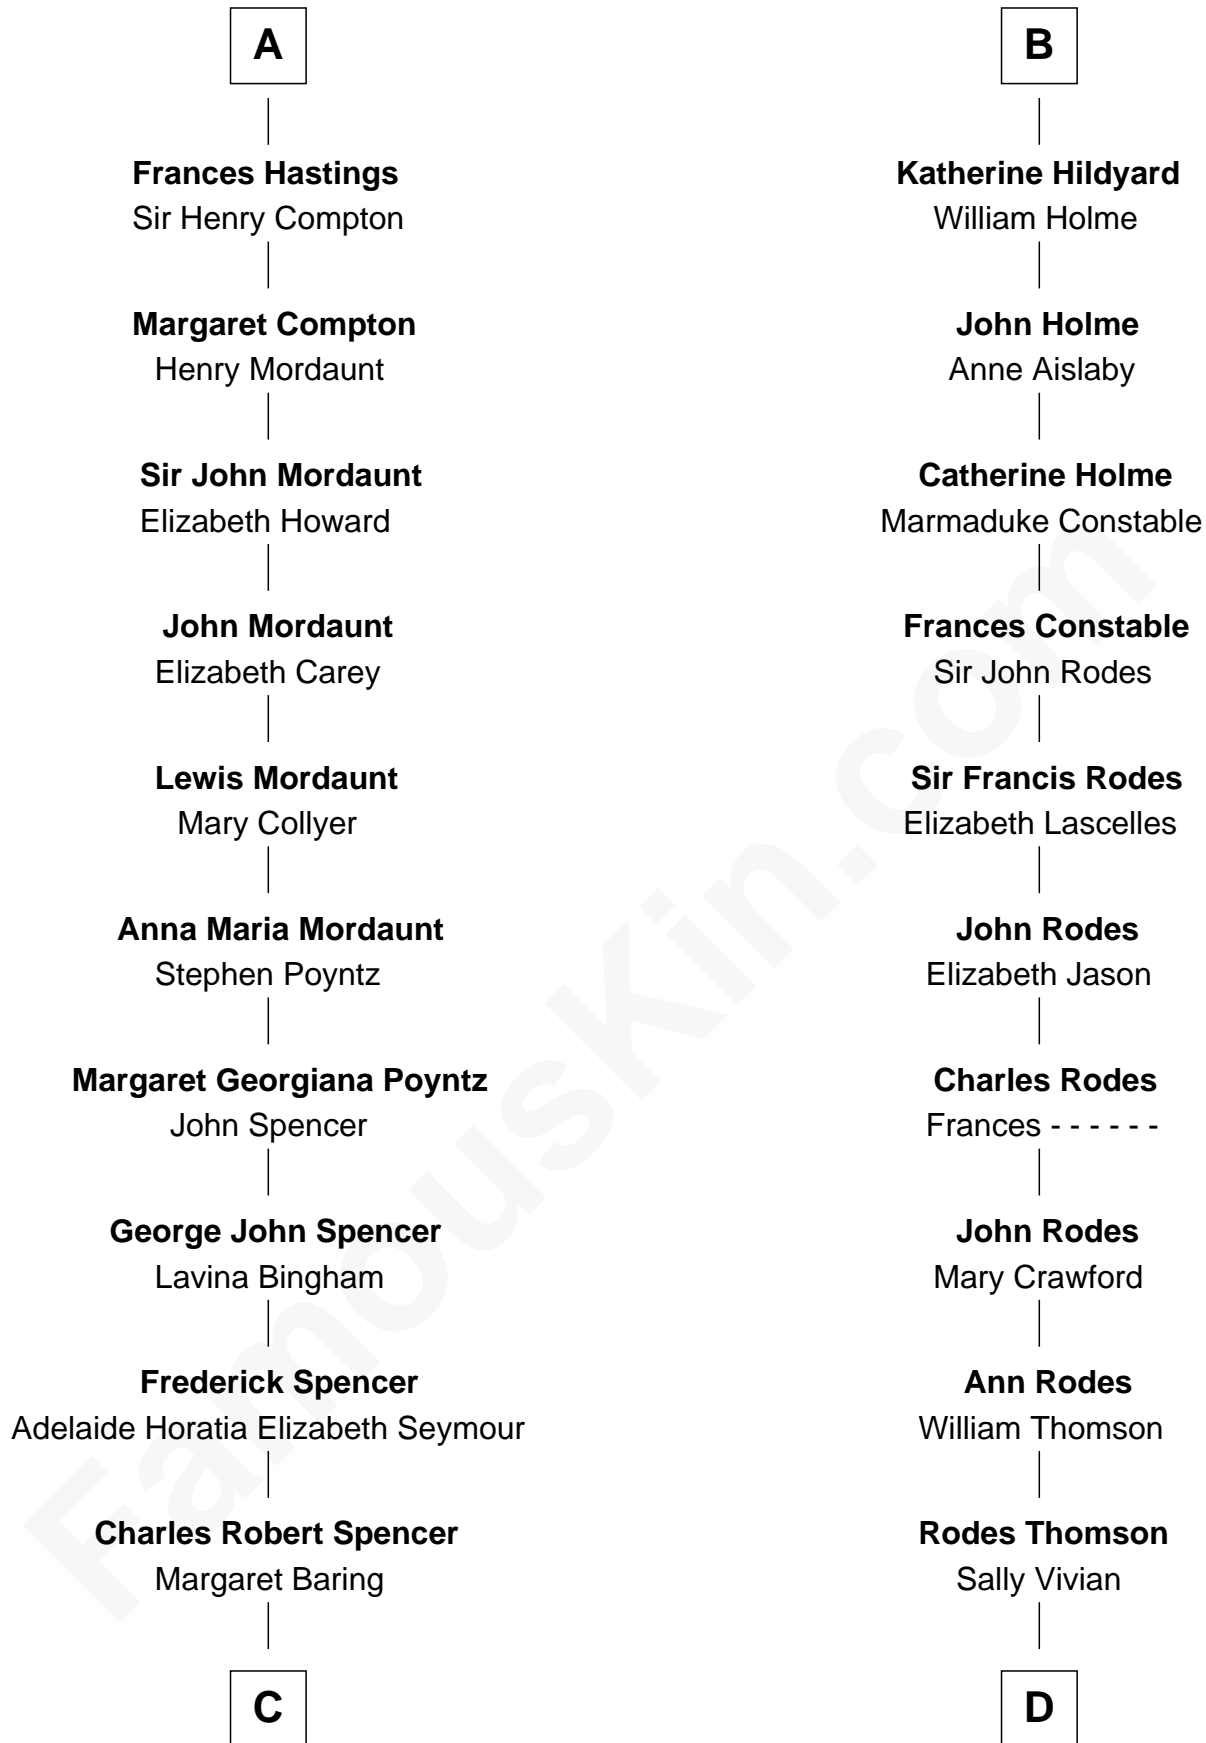 A
Frances Hastings
Sir Henry Compton
Margaret Compton
Henry Mordaunt
Sir John Mordaunt
Elizabeth Howard
John Mordaunt
Elizabeth Carey
Lewis Mordaunt
Mary Collyer
Anna Maria Mordaunt
Stephen Poyntz
Margaret Georgiana Poyntz
John Spencer
George John Spencer
Lavina Bingham
Frederick Spencer
Adelaide Horatia Elizabeth Seymour
Charles Robert Spencer
Margaret Baring
C
B
Katherine Hildyard
William Holme
John Holme
Anne Aislaby
Catherine Holme
Marmaduke Constable
Frances Constable
Sir John Rodes
Sir Francis Rodes
Elizabeth Lascelles
John Rodes
Elizabeth Jason
Charles Rodes
Frances - - - - - -
John Rodes
Mary Crawford
Ann Rodes
William Thomson
Rodes Thomson
Sally Vivian
D
FamousKin.com